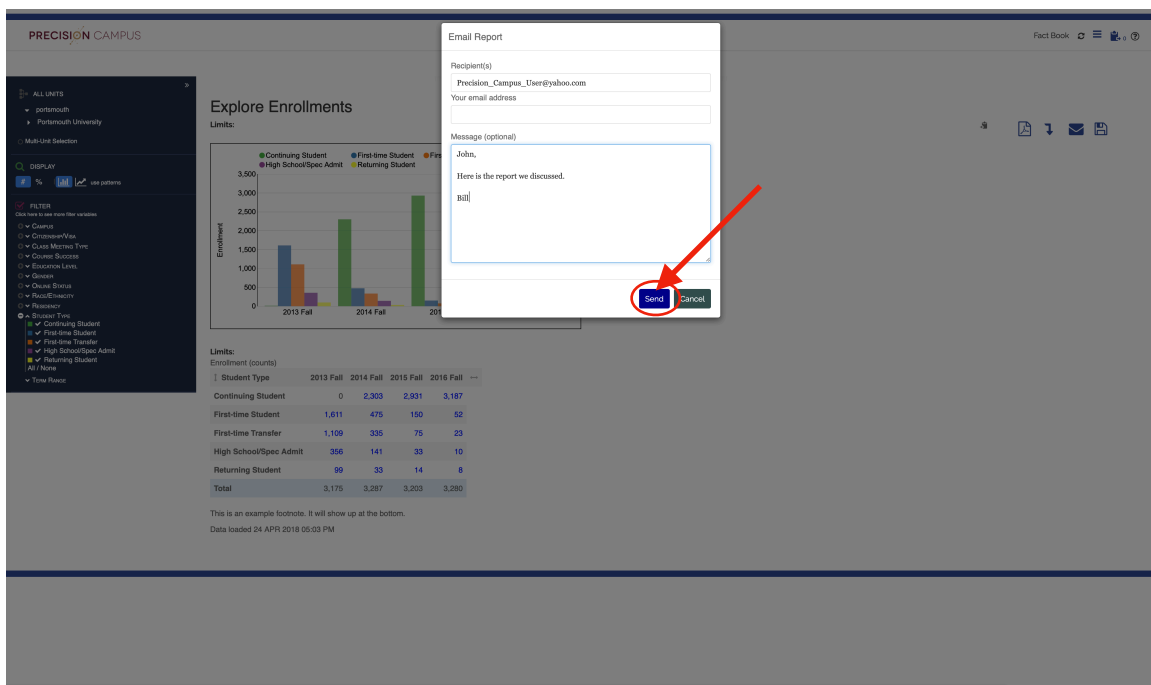 PRECISION CAMPUS
Fact Book
0
»
ALL UNITS
portsmouth
Portsmouth University
Multi-Unit Selection
DISPLAY
# % use patterns
FILTER
Click here to see more filter variables
Campus
Citizenship/Visa
Class Meeting Type
Course Success
Education Level
Gender
Online Status
Race/Ethnicity
Residency
Student Type
Continuing Student
First-time Student
First-time Transfer
High School/Spec Admit
Returning Student
All / None
Term Range
Explore Enrollments
Limits:
Continuing Student First-time Student Firs
High School/Spec Admit Returning Student
Enrollment
3,500
3,000
2,500
2,000
1,500
1,000
500
0
2013 Fall 2014 Fall 201
Email Report
Recipient(s)
Precision_Campus_User@yahoo.com
Your email address
Message (optional)
John,
Here is the report we discussed.
Bill
Send Cancel
Limits:
Enrollment (counts)
Student Type 2013 Fall 2014 Fall 2015 Fall 2016 Fall
Continuing Student 0 2,303 2,931 3,187
First-time Student 1,611 475 150 52
First-time Transfer 1,109 335 75 23
High School/Spec Admit 356 141 33 10
Returning Student 99 33 14 8
Total 3,175 3,287 3,203 3,280
This is an example footnote. It will show up at the bottom.
Data loaded 24 APR 2018 05:03 PM